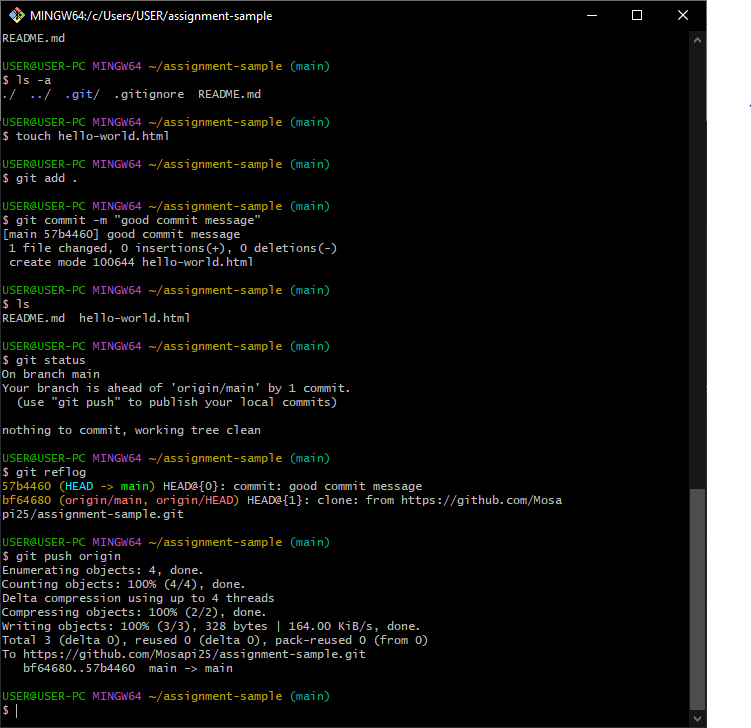 MINGW64:/c/Users/USER/assignment-sample
README.md
USER@USER-PC MINGW64 ~/assignment-sample (main)
$ ls -a
./  ../  .git/  .gitignore  README.md
USER@USER-PC MINGW64 ~/assignment-sample (main)
$ touch hello-world.html
USER@USER-PC MINGW64 ~/assignment-sample (main)
$ git add .
USER@USER-PC MINGW64 ~/assignment-sample (main)
$ git commit -m "good commit message"
[main 57b4460] good commit message
 1 file changed, 0 insertions(+), 0 deletions(-)
 create mode 100644 hello-world.html
USER@USER-PC MINGW64 ~/assignment-sample (main)
$ ls
README.md  hello-world.html
USER@USER-PC MINGW64 ~/assignment-sample (main)
$ git status
On branch main
Your branch is ahead of 'origin/main' by 1 commit.
  (use "git push" to publish your local commits)
nothing to commit, working tree clean
USER@USER-PC MINGW64 ~/assignment-sample (main)
$ git reflog
57b4460 (HEAD -> main) HEAD@{0}: commit: good commit message
bf64680 (origin/main, origin/HEAD) HEAD@{1}: clone: from https://github.com/Mosa
pi25/assignment-sample.git
USER@USER-PC MINGW64 ~/assignment-sample (main)
$ git push origin
Enumerating objects: 4, done.
Counting objects: 100% (4/4), done.
Delta compression using up to 4 threads
Compressing objects: 100% (2/2), done.
Writing objects: 100% (3/3), 328 bytes | 164.00 KiB/s, done.
Total 3 (delta 0), reused 0 (delta 0), pack-reused 0 (from 0)
To https://github.com/Mosapi25/assignment-sample.git
   bf64680..57b4460  main -> main
USER@USER-PC MINGW64 ~/assignment-sample (main)
$